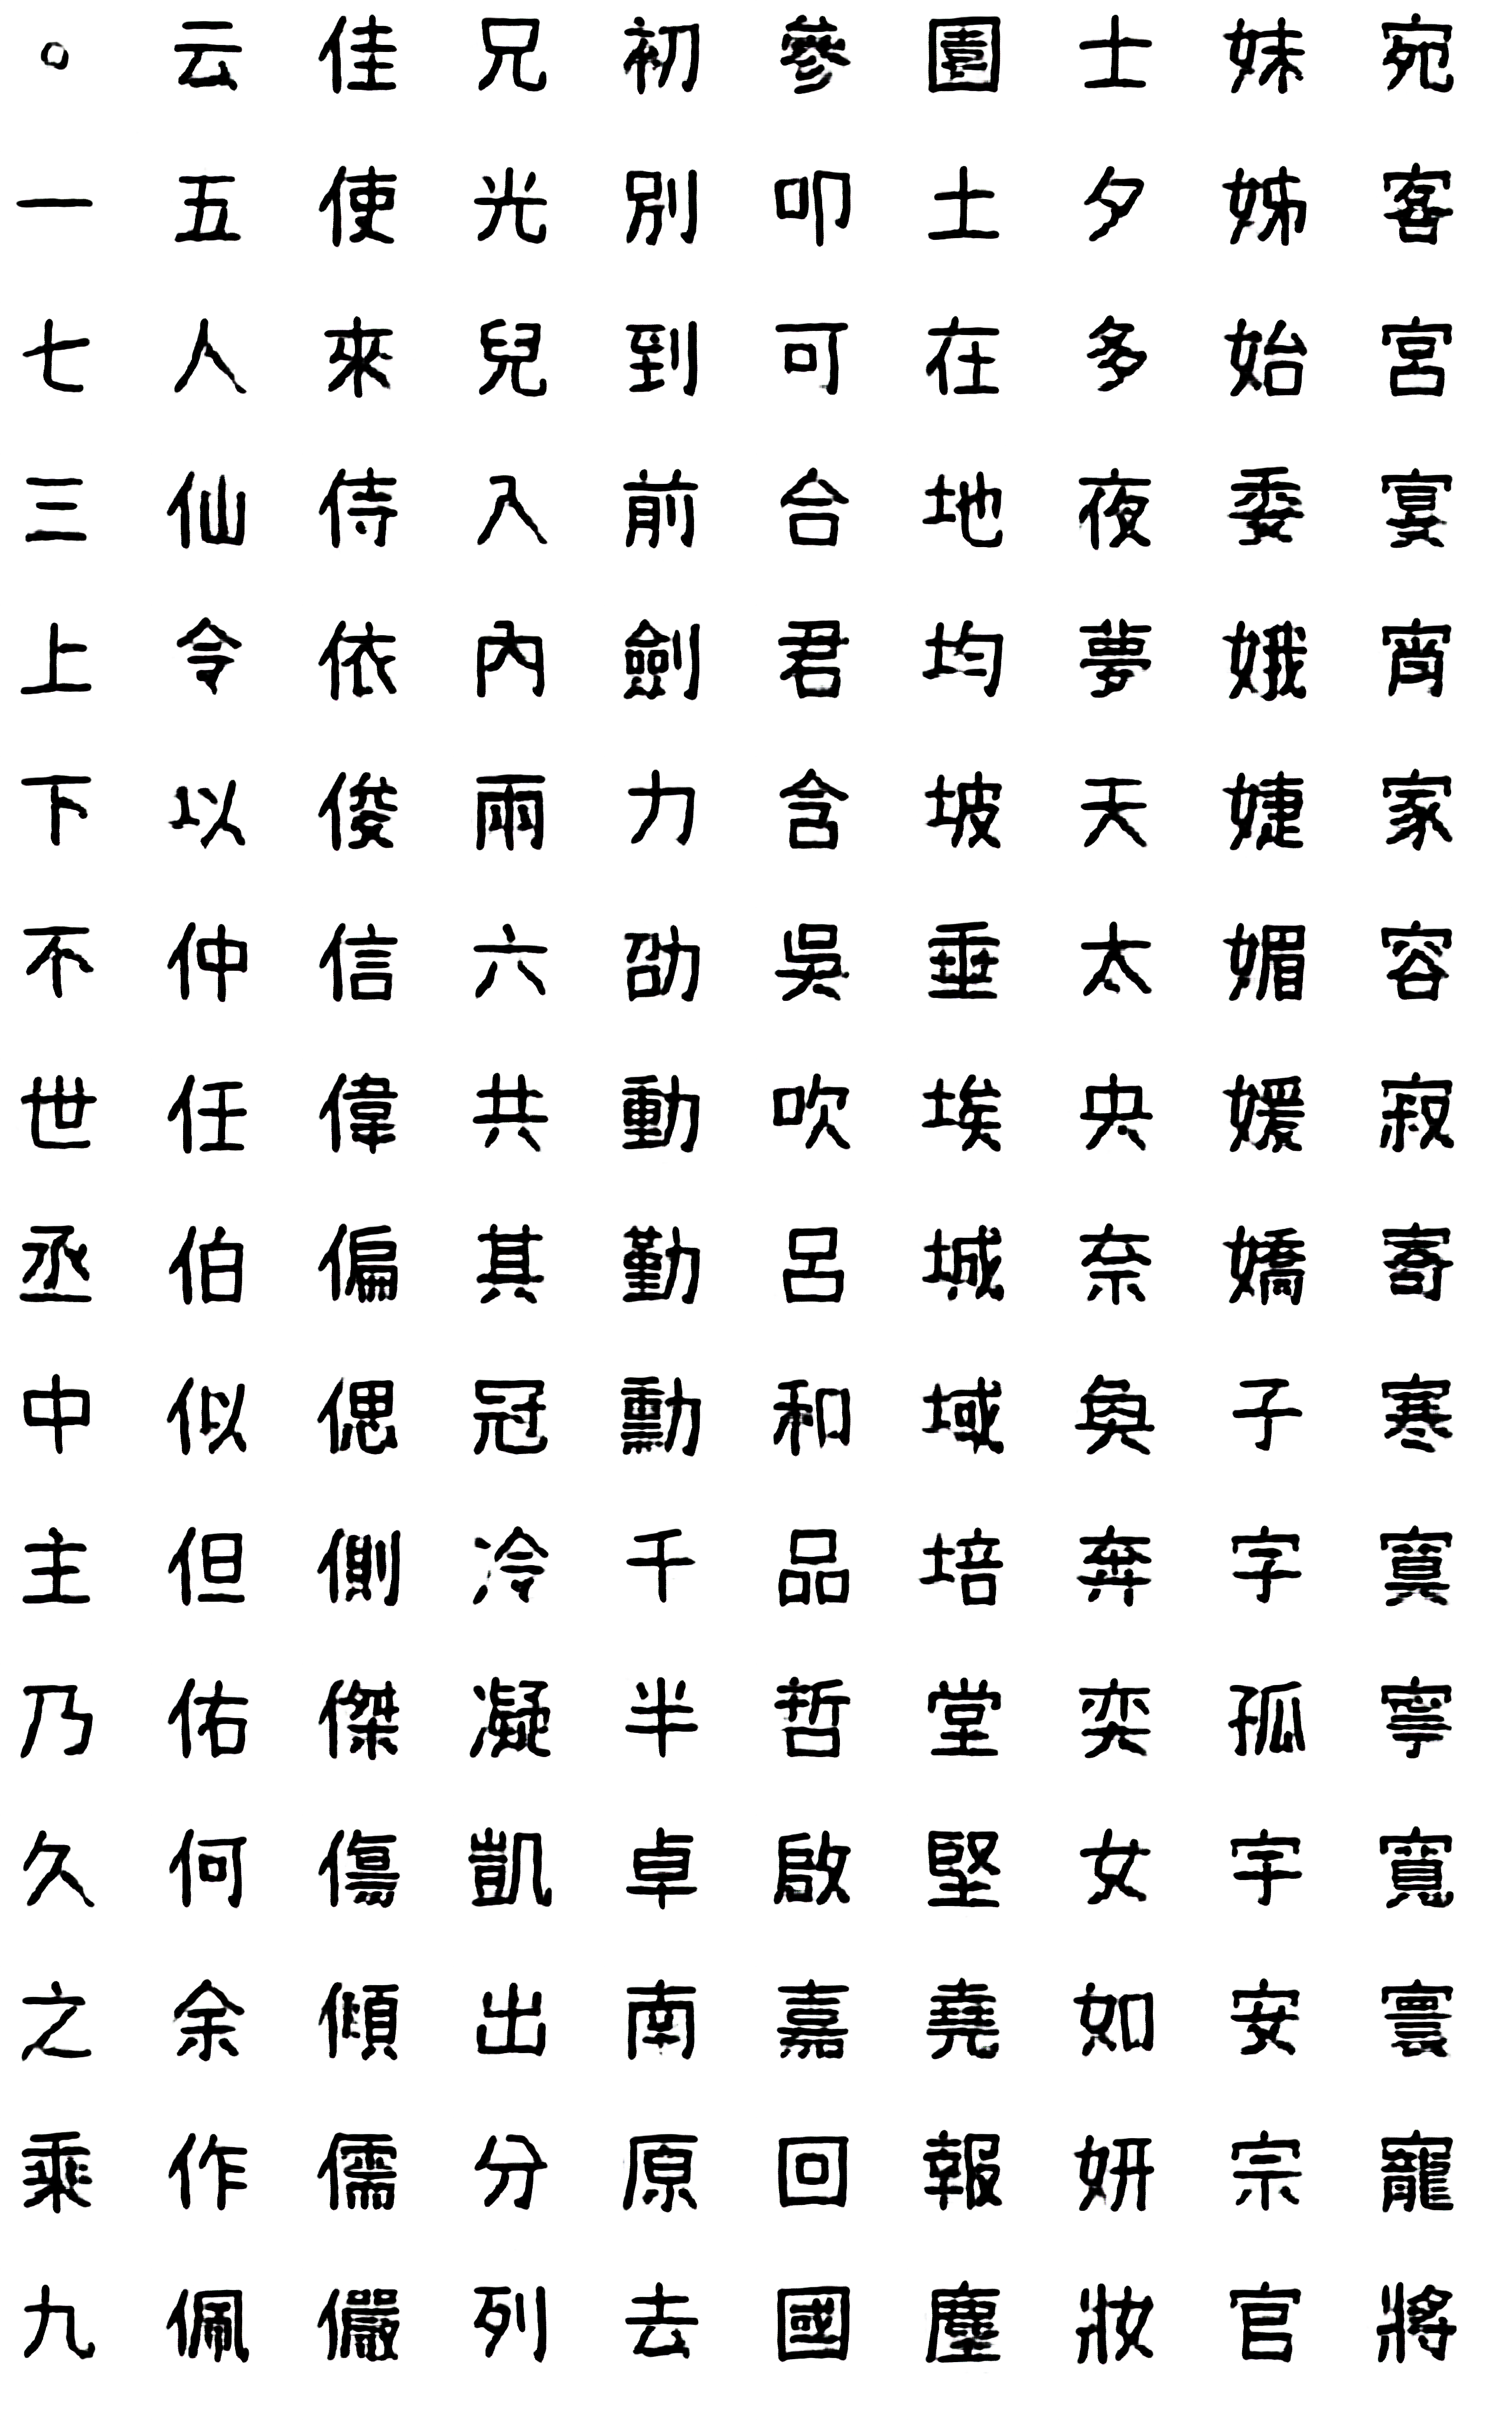 。一七三上下不世丞中主乃久之乘九
云五人仙令以仲任伯似但佑何余作佩
佳使來侍依俊信偉偏偲側傑傷傾儒儼
兄光兒入內兩六共其冠冷凝凱出分列
初別到前劍力劭動勤勳千半卓南原去
參叩可合君含吳吹呂和品哲啟嘉回國
園土在地均坡垂埃城域培堂堅堯報塵
士夕多夜夢天太央奈奐奔奕女如妍妝
妹姊始委娥婕媚媛嬌子字孤宇安宗官
宛客宮宴宵家容寂寄寒寞寧寬寰寵將